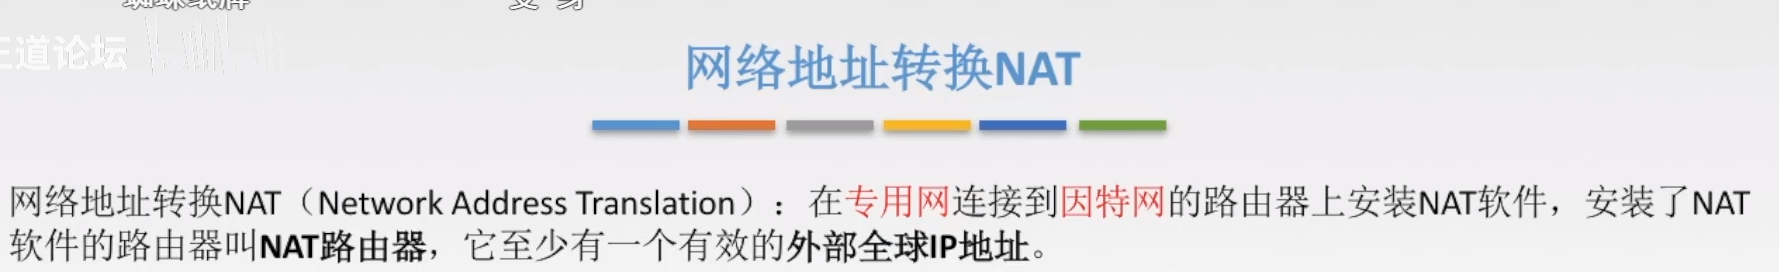 道论坛
网络地址转换NAT
网络地址转换NAT（Network Address Translation）：在专用网连接到因特网的路由器上安装NAT软件，安装了NAT
软件的路由器叫NAT路由器，它至少有一个有效的外部全球IP地址。